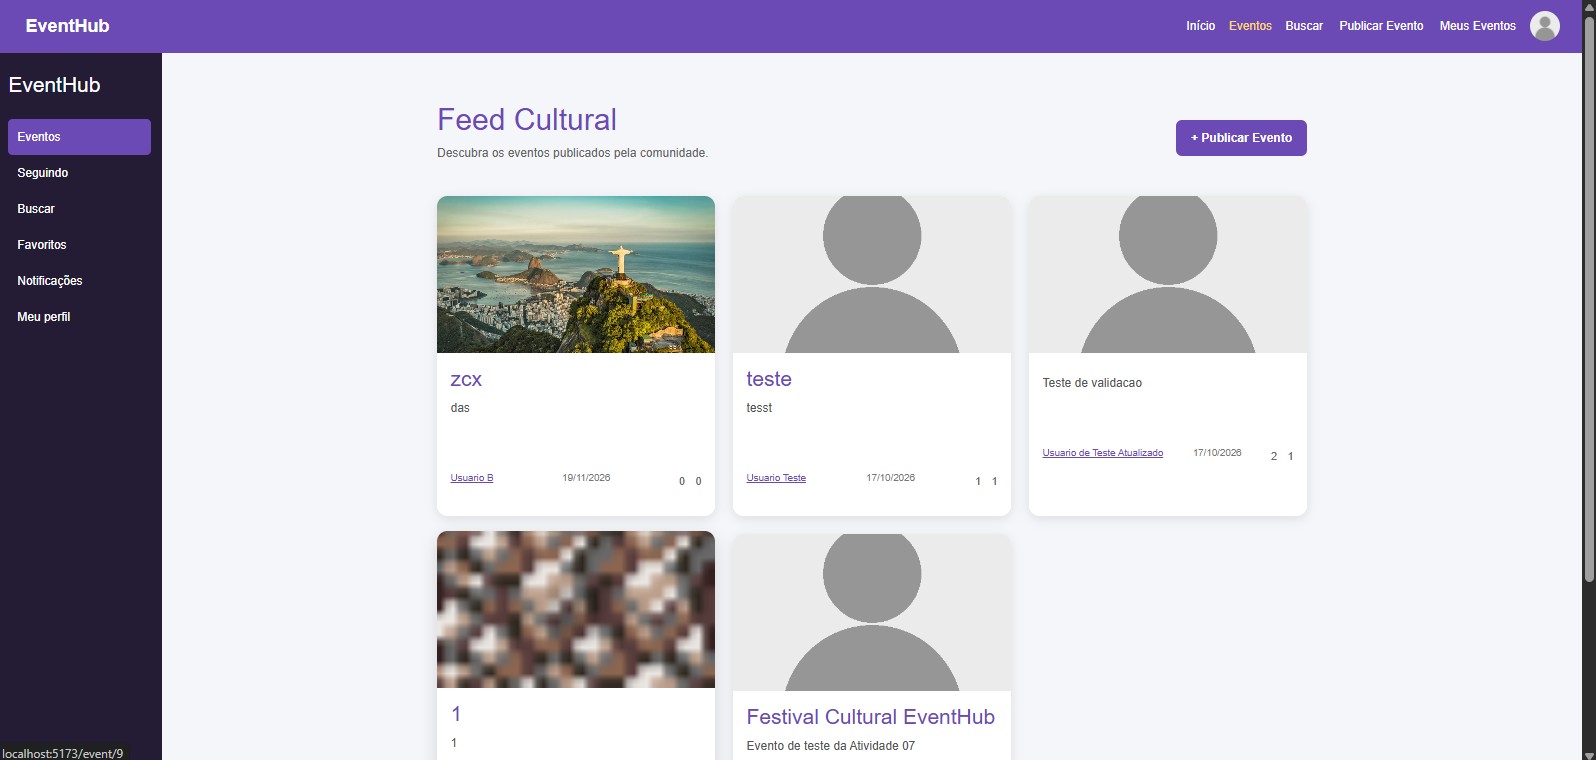 EventHub
Início Eventos Buscar Publicar Evento Meus Eventos
EventHub
Eventos
Seguindo
Buscar
Favoritos
Notificações
Meu perfil
Feed Cultural
Descubra os eventos publicados pela comunidade.
+ Publicar Evento
zcx
das
Usuario B 19/11/2026 0 0
teste
tesst
Usuario Teste 17/10/2026 1 1
Teste de validacao
Usuario de Teste Atualizado 17/10/2026 2 1
1
1
Festival Cultural EventHub
Evento de teste da Atividade 07
localhost:5173/event/9